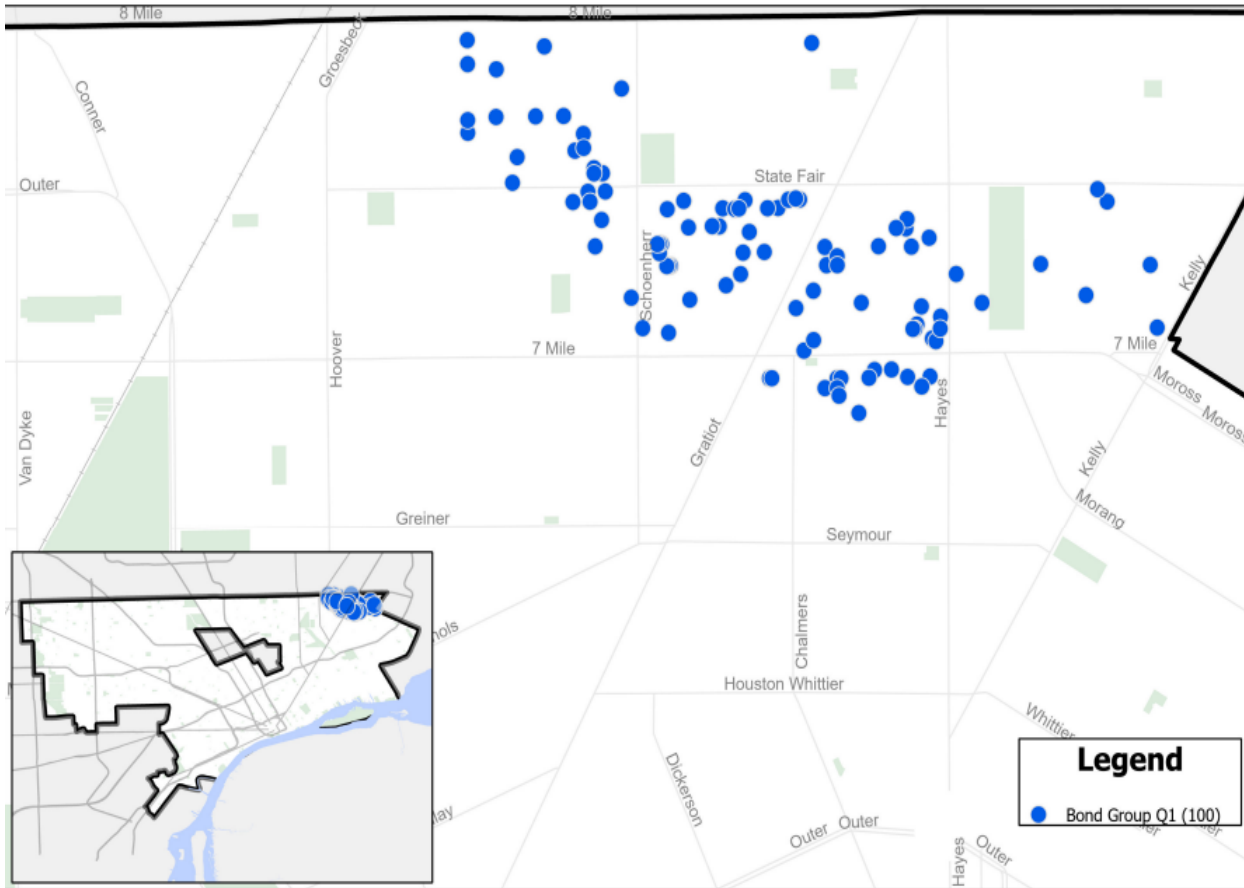 8 Mile
8 Mile
Groesbeck
Conner
Outer
State Fair
Schoenherr
Kelly
Hoover
7 Mile
7 Mile
Moross
Moross
Van Dyke
Gratiot
Hayes
Kelly
Greiner
Morang
Seymour
Chalmers
Houston Whittier
Whittier
Dickerson
Outer
Outer
Hayes
Outer
Legend
Bond Group Q1 (100)